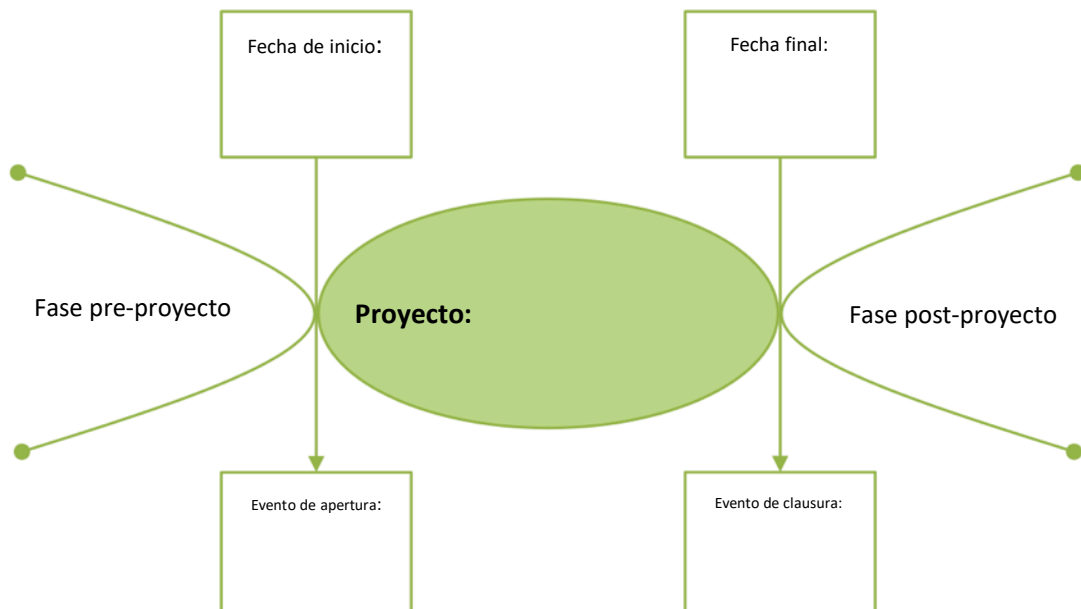 Fecha de inicio:
Fecha final:
Fase pre-proyecto
Proyecto:
Fase post-proyecto
Evento de apertura:
Evento de clausura: